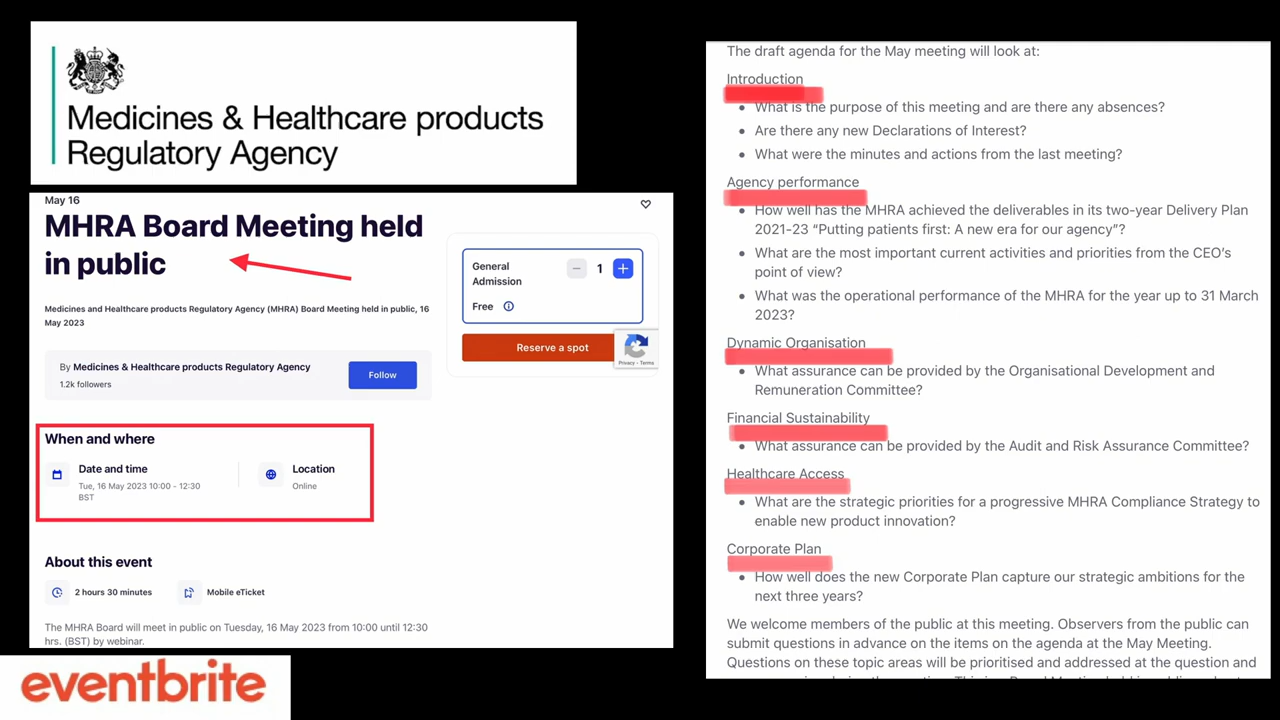 Medicines & Healthcare products
Regulatory Agency
May 16
MHRA Board Meeting held
in public
Medicines and Healthcare products Regulatory Agency (MHRA) Board Meeting held in public, 16
May 2023
By Medicines & Healthcare products Regulatory Agency
1.2k followers
Follow
General
Admission
1
Free
Reserve a spot
Privacy - Terms
When and where
Date and time
Tue, 16 May 2023 10:00 - 12:30
BST
Location
Online
About this event
2 hours 30 minutes
Mobile eTicket
The MHRA Board will meet in public on Tuesday, 16 May 2023 from 10:00 until 12:30
hrs. (BST) by webinar.
eventbrite
The draft agenda for the May meeting will look at:
Introduction
• What is the purpose of this meeting and are there any absences?
• Are there any new Declarations of Interest?
• What were the minutes and actions from the last meeting?
Agency performance
• How well has the MHRA achieved the deliverables in its two-year Delivery Plan
2021-23 “Putting patients first: A new era for our agency”?
• What are the most important current activities and priorities from the CEO’s
point of view?
• What was the operational performance of the MHRA for the year up to 31 March
2023?
Dynamic Organisation
• What assurance can be provided by the Organisational Development and
Remuneration Committee?
Financial Sustainability
• What assurance can be provided by the Audit and Risk Assurance Committee?
Healthcare Access
• What are the strategic priorities for a progressive MHRA Compliance Strategy to
enable new product innovation?
Corporate Plan
• How well does the new Corporate Plan capture our strategic ambitions for the
next three years?
We welcome members of the public at this meeting. Observers from the public can
submit questions in advance on the items on the agenda at the May Meeting.
Questions on these topic areas will be prioritised and addressed at the question and